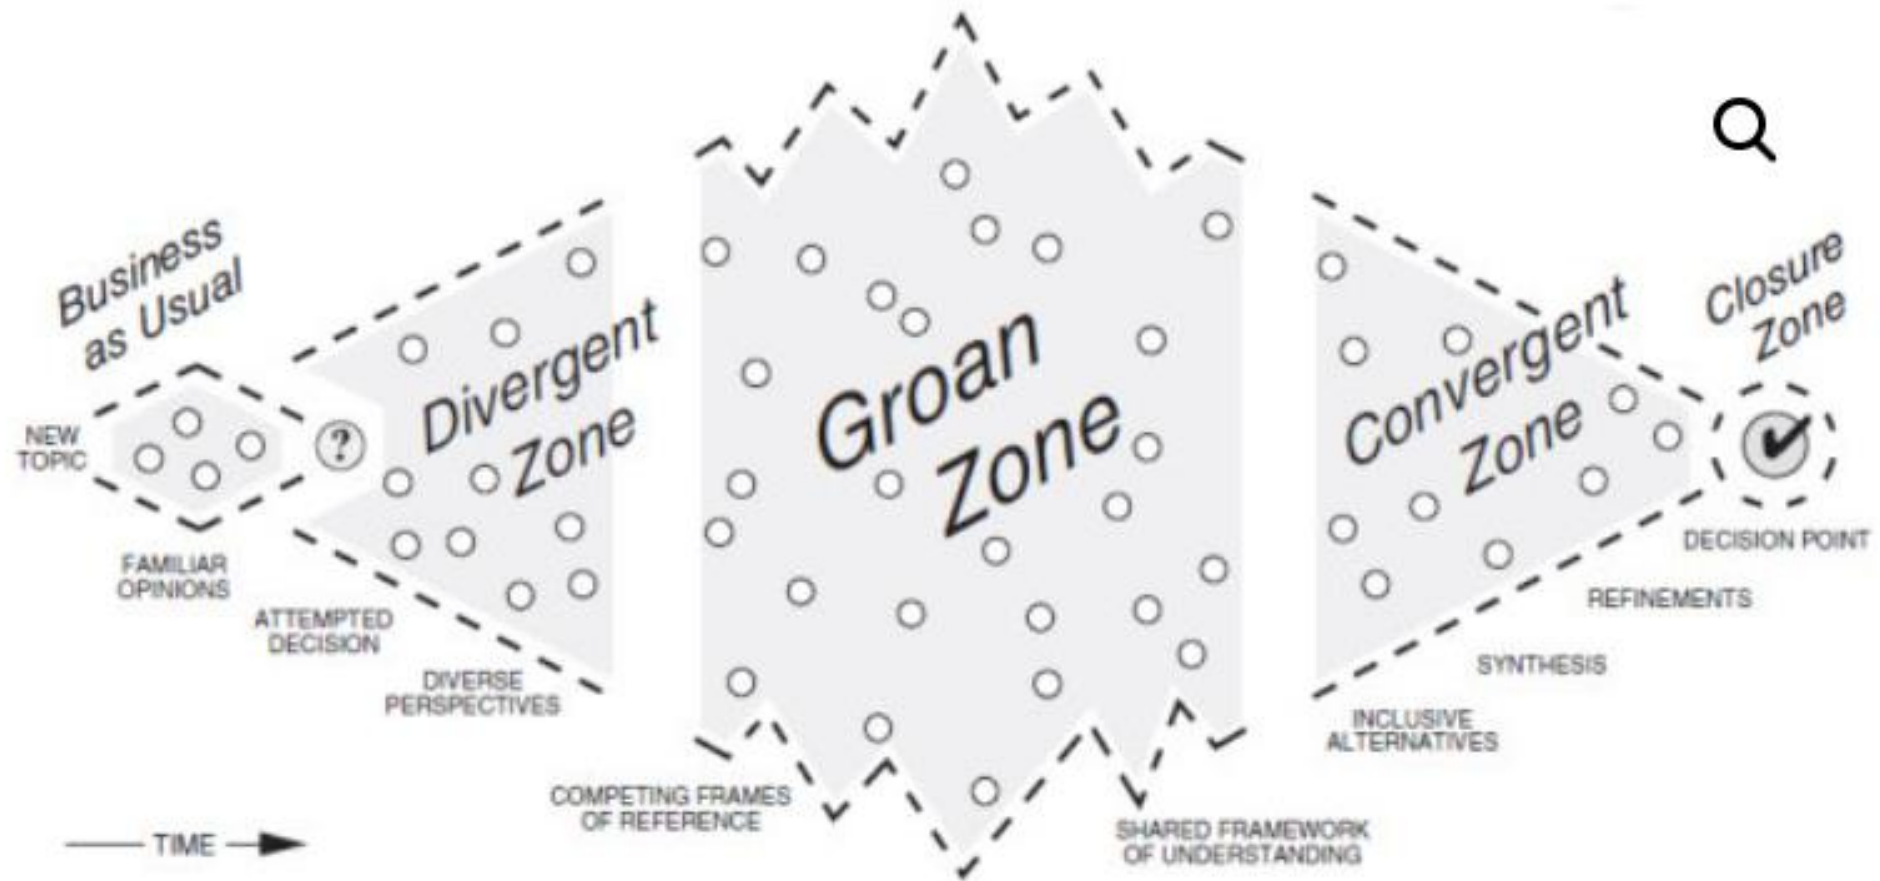 Business
as Usual
NEW
TOPIC
FAMILIAR
OPINIONS
?
ATTEMPTED
DECISION
Divergent
Zone
DIVERSE
PERSPECTIVES
Groan
Zone
COMPETING FRAMES
OF REFERENCE
SHARED FRAMEWORK
OF UNDERSTANDING
Convergent
Zone
INCLUSIVE
ALTERNATIVES
SYNTHESIS
REFINEMENTS
Closure
Zone
DECISION POINT
TIME